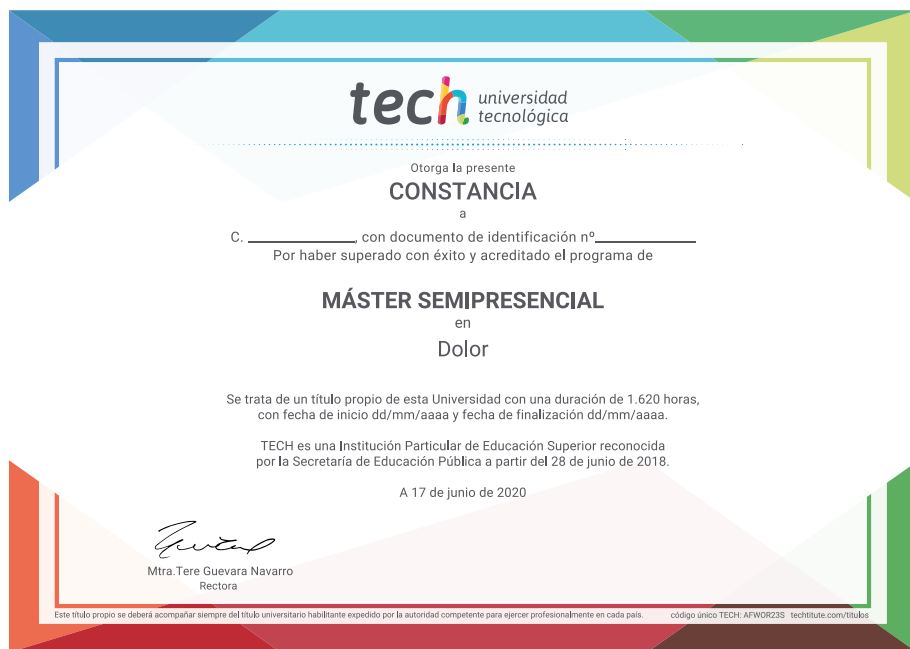 tech universidad
tecnológica
Otorga la presente
CONSTANCIA
a
C. ______________, con documento de identificación nº_____________
Por haber superado con éxito y acreditado el programa de
MÁSTER SEMIPRESENCIAL
en
Dolor
Se trata de un título propio de esta Universidad con una duración de 1.620 horas,
con fecha de inicio dd/mm/aaaa y fecha de finalización dd/mm/aaaa.
TECH es una Institución Particular de Educación Superior reconocida
por la Secretaría de Educación Pública a partir del 28 de junio de 2018.
A 17 de junio de 2020
Mtra.Tere Guevara Navarro
Rectora
Este título propio se deberá acompañar siempre del título universitario habilitante expedido por la autoridad competente para ejercer profesionalmente en cada país. código único TECH: AFWOR23S techtitute.com/titulos